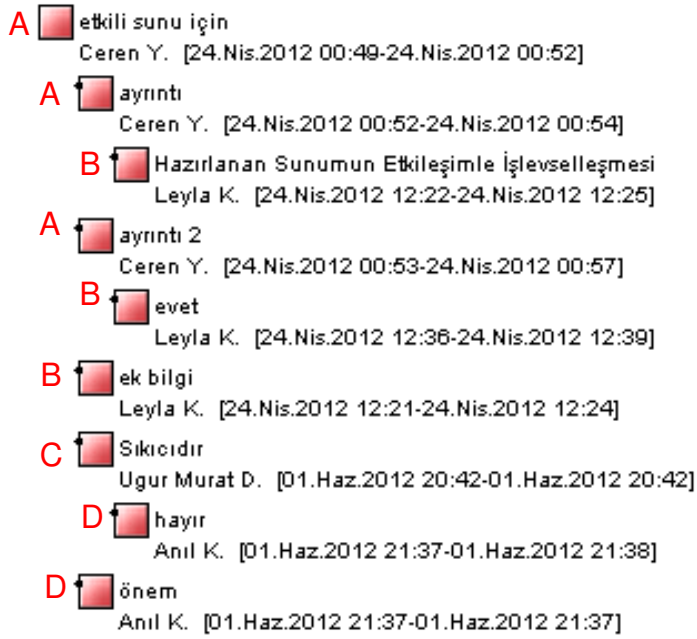 A etkili sunu için
Ceren Y. [24.Nis.2012 00:49-24.Nis.2012 00:52]
A ayrıntı
Ceren Y. [24.Nis.2012 00:52-24.Nis.2012 00:54]
B Hazırlanan Sunumun Etkileşimle İşlevselleşmesi
Leyla K. [24.Nis.2012 12:22-24.Nis.2012 12:25]
A ayrıntı 2
Ceren Y. [24.Nis.2012 00:53-24.Nis.2012 00:57]
B evet
Leyla K. [24.Nis.2012 12:36-24.Nis.2012 12:39]
B ek bilgi
Leyla K. [24.Nis.2012 12:21-24.Nis.2012 12:24]
C Sıkıcıdır
Ugur Murat D. [01.Haz.2012 20:42-01.Haz.2012 20:42]
D hayır
Anıl K. [01.Haz.2012 21:37-01.Haz.2012 21:38]
D önem
Anıl K. [01.Haz.2012 21:37-01.Haz.2012 21:37]